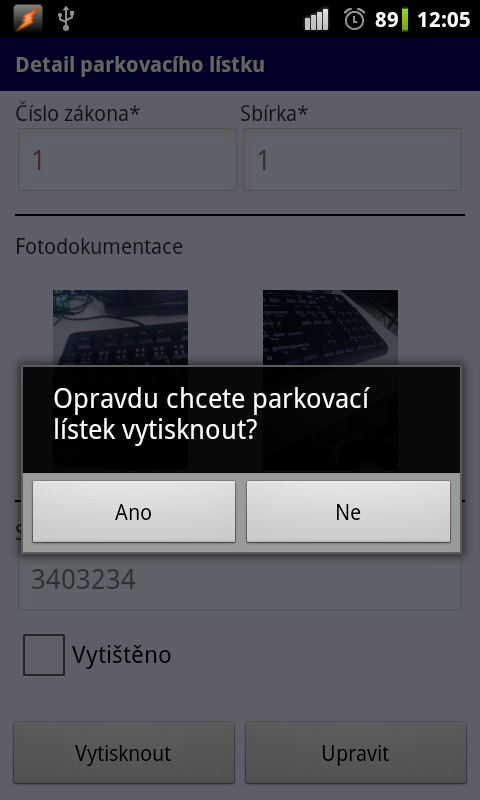 89 12:05
Detail parkovacího lístku
Číslo zákona* Sbírka*
1 1
Fotodokumentace
Opravdu chcete parkovací
lístek vytisknout?
Ano Ne
3403234
Vytištěno
Vytisknout Upravit